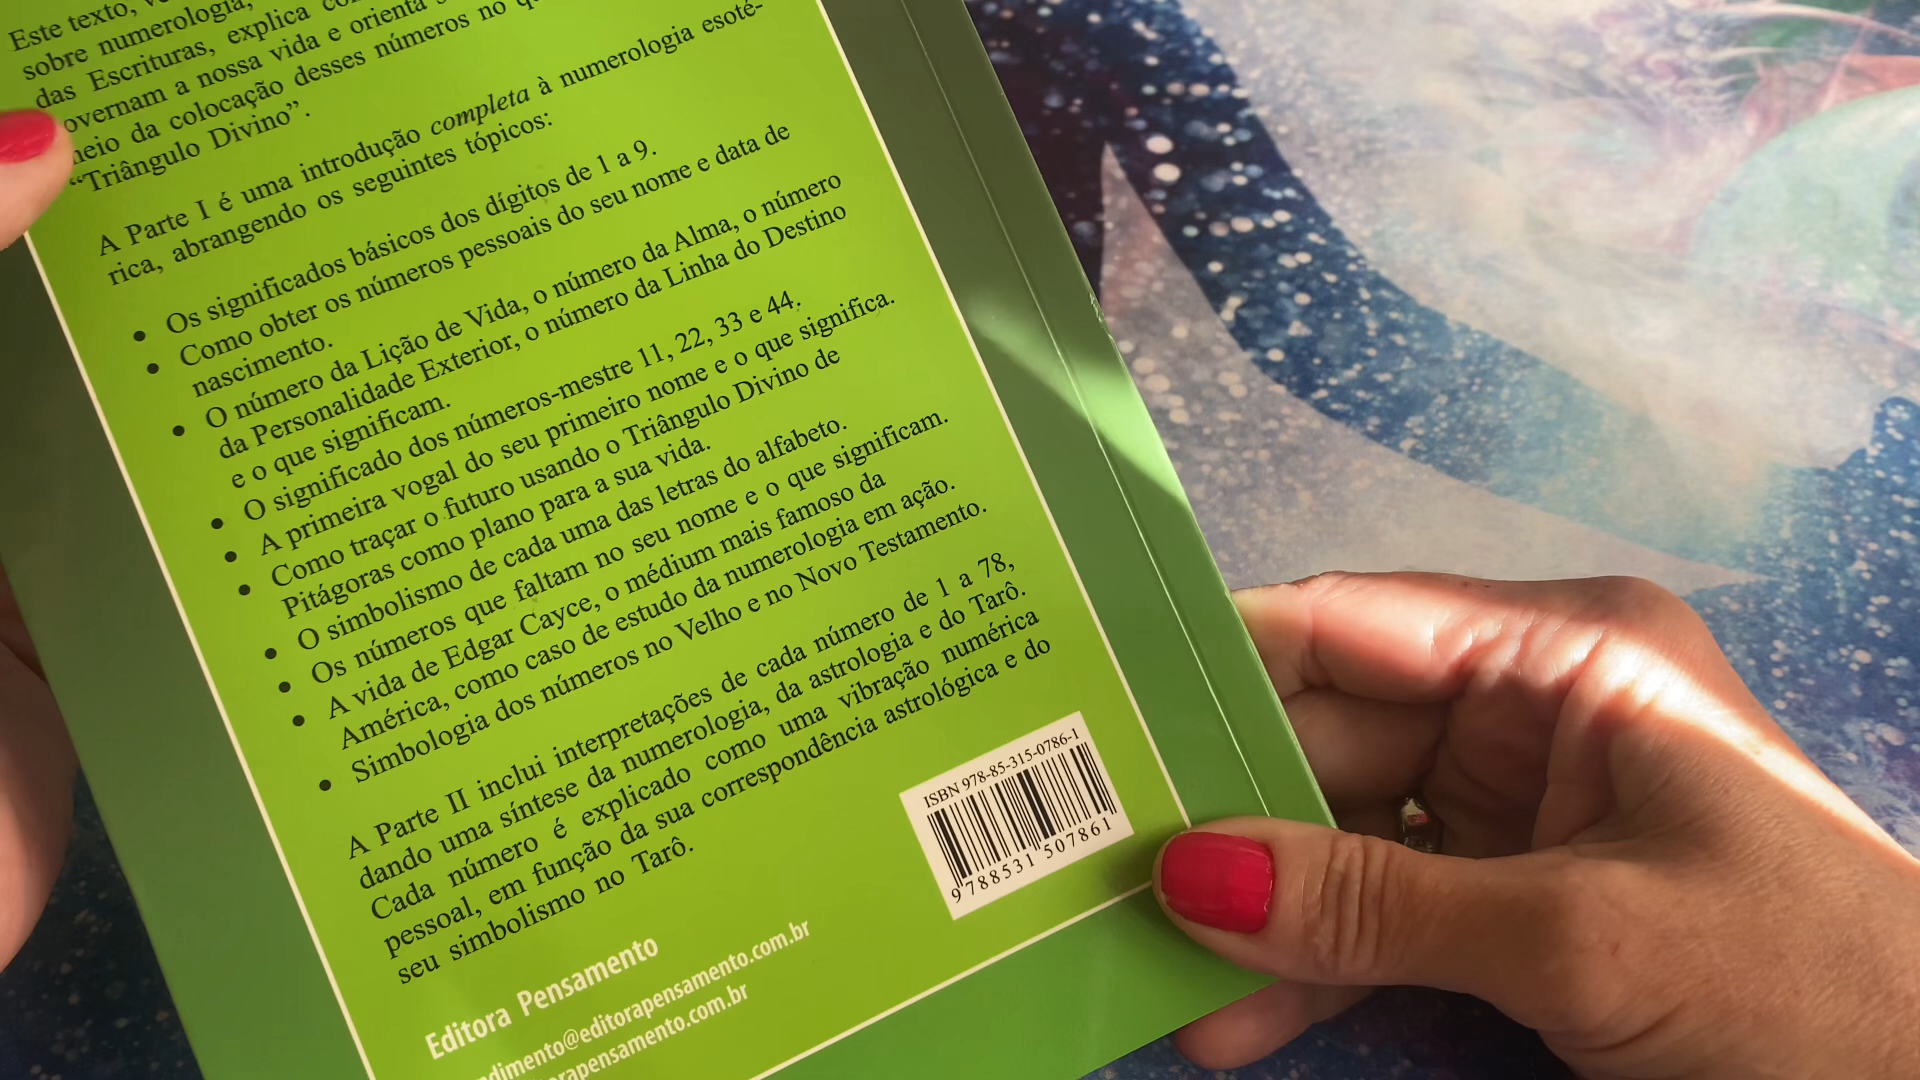 Este texto,
sobre numerologia,
das Escrituras, explica
overnam a nossa vida e orienta
neio da colocação desses números no
“Triângulo Divino”.
A Parte I é uma introdução completa à numerologia esoté-
rica, abrangendo os seguintes tópicos:
• Os significados básicos dos dígitos de 1 a 9.
• Como obter os números pessoais do seu nome e data de
nascimento.
• O número da Lição de Vida, o número da Alma, o número
da Personalidade Exterior, o número da Linha do Destino
e o que significam.
• O significado dos números-mestre 11, 22, 33 e 44.
• A primeira vogal do seu primeiro nome e o que significa.
• Como traçar o futuro usando o Triângulo Divino de
Pitágoras como plano para a sua vida.
• O simbolismo de cada uma das letras do alfabeto.
• Os números que faltam no seu nome e o que significam.
• A vida de Edgar Cayce, o médium mais famoso da
América, como caso de estudo da numerologia em ação.
• Simbologia dos números no Velho e no Novo Testamento.
A Parte II inclui interpretações de cada número de 1 a 78,
dando uma síntese da numerologia, da astrologia e do Tarô.
Cada número é explicado como uma vibração numérica
pessoal, em função da sua correspondência astrológica e do
seu simbolismo no Tarô.
ISBN 978-85-315-0786-1
9 788531 507861
Editora Pensamento
ndimento@editorapensamento.com.br
torapensamento.com.br